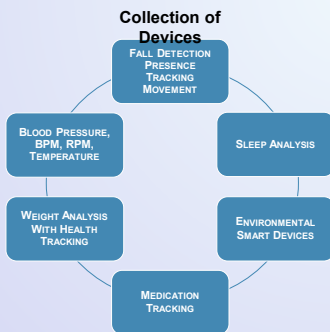 Collection of
Devices
FALL DETECTION
PRESENCE
TRACKING
MOVEMENT
SLEEP ANALYSIS
ENVIRONMENTAL
SMART DEVICES
MEDICATION
TRACKING
WEIGHT ANALYSIS
WITH HEALTH
TRACKING
BLOOD PRESSURE,
BPM, RPM,
TEMPERATURE